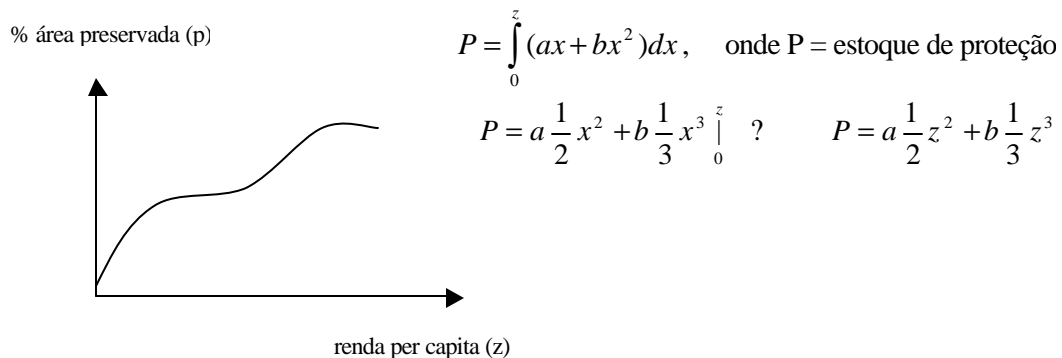 % área preservada (p)
P = ∫₀ᶻ (ax + bx²)dx, onde P = estoque de proteção
P = a 1/2 x² + b 1/3 x³ |₀ᶻ ? P = a 1/2 z² + b 1/3 z³
renda per capita (z)